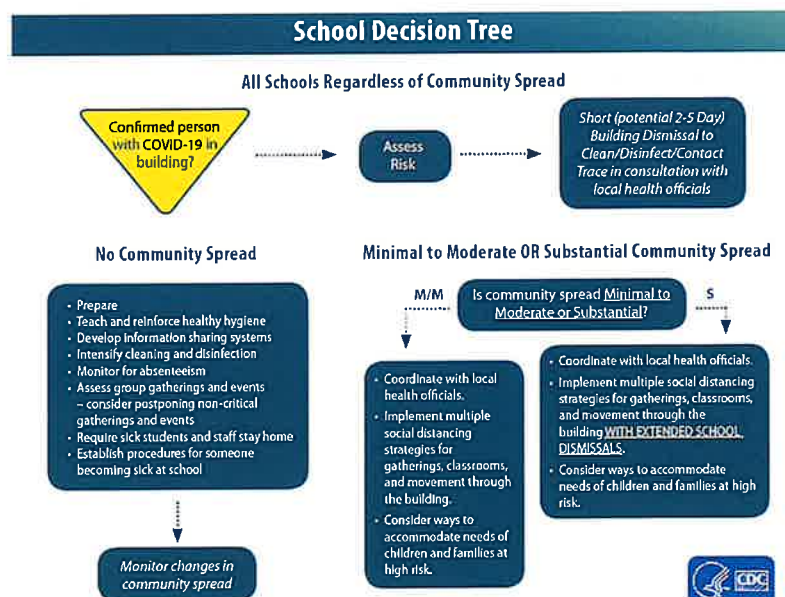 School Decision Tree
All Schools Regardless of Community Spread
Confirmed person
with COVID-19 in
building?
Assess
Risk
Short (potential 2-5 Day)
Building Dismissal to
Clean/Disinfect/Contact
Trace in consultation with
local health officials
No Community Spread
• Prepare
• Teach and reinforce healthy hygiene
• Develop information sharing systems
• Intensify cleaning and disinfection
• Monitor for absenteeism
• Assess group gatherings and events
– consider postponing non-critical
gatherings and events
• Require sick students and staff stay home
• Establish procedures for someone
becoming sick at school
Monitor changes in
community spread
Minimal to Moderate OR Substantial Community Spread
M/M
Is community spread Minimal to
Moderate or Substantial?
S
• Coordinate with local
health officials.
• Implement multiple
social distancing
strategies for
gatherings, classrooms,
and movement through
the building.
• Consider ways to
accommodate needs of
children and families at
high risk.
• Coordinate with local health officials.
• Implement multiple social distancing
strategies for gatherings, classrooms,
and movement through the
building WITH EXTENDED SCHOOL
DISMISSALS.
• Consider ways to accommodate
needs of children and families at high
risk.
CDC